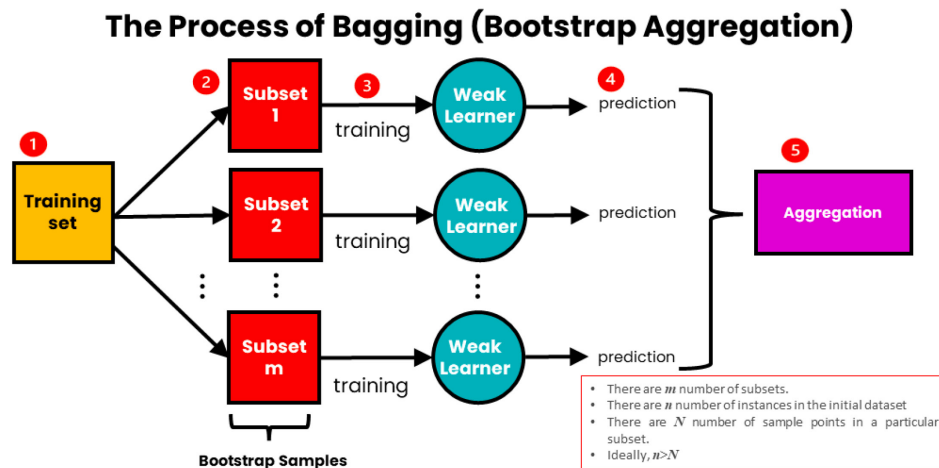 The Process of Bagging (Bootstrap Aggregation)
1
Training
set
2
Subset
1
3
training
Weak
Learner
4
prediction
Subset
2
training
Weak
Learner
prediction
Subset
m
training
Weak
Learner
prediction
5
Aggregation
Bootstrap Samples
• There are m number of subsets.
• There are n number of instances in the initial dataset
• There are N number of sample points in a particular
subset.
• Ideally, n>N